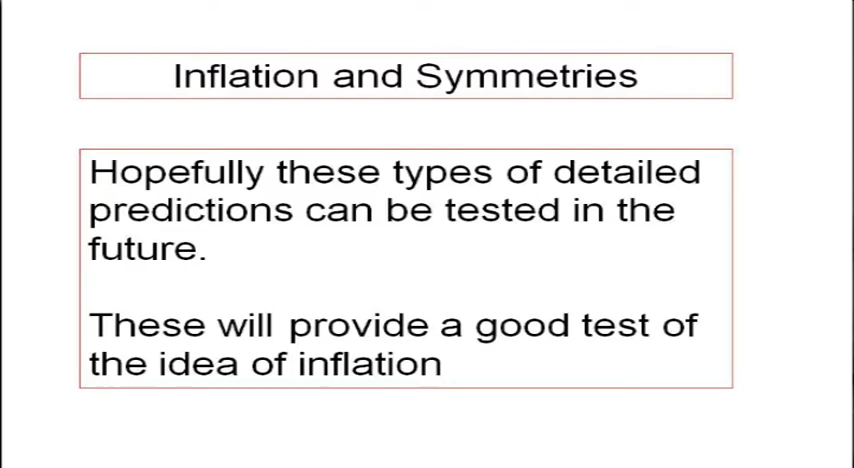 Inflation and Symmetries
Hopefully these types of detailed
predictions can be tested in the
future.
These will provide a good test of
the idea of inflation